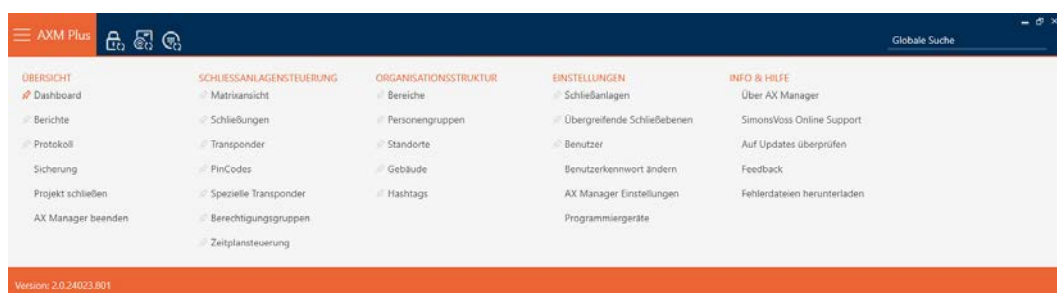 AXM Plus
Globale Suche
ÜBERSICHT
Dashboard
Berichte
Protokoll
Sicherung
Projekt schließen
AX Manager beenden
SCHLIESSANLAGENSTEUERUNG
Matrixansicht
Schließungen
Transponder
PinCodes
Spezielle Transponder
Berechtigungsgruppen
Zeitplansteuerung
ORGANISATIONSSTRUKTUR
Bereiche
Personengruppen
Standorte
Gebäude
Hashtags
EINSTELLUNGEN
Schließanlagen
Übergreifende Schließebenen
Benutzer
Benutzerkennwort ändern
AX Manager Einstellungen
Programmiergeräte
INFO & HILFE
Über AX Manager
SimonsVoss Online Support
Auf Updates überprüfen
Feedback
Fehlerdateien herunterladen
Version: 2.0.24023.801